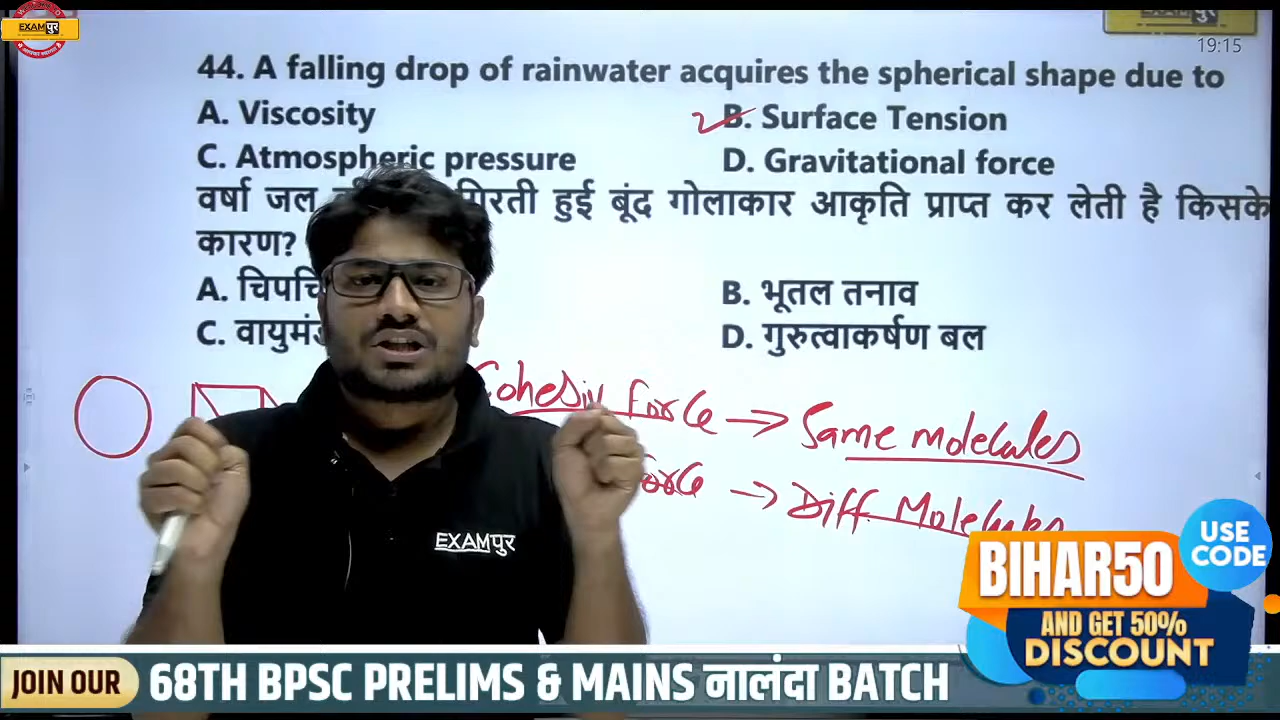 EXAMपुर
19:15
44. A falling drop of rainwater acquires the spherical shape due to
A. Viscosity
B. Surface Tension
C. Atmospheric pressure
D. Gravitational force
वर्षा जल गिरती हुई बूंद गोलाकार आकृति प्राप्त कर लेती है किसके
कारण?
A.
B. भूतल तनाव
C.
D. गुरुत्वाकर्षण बल
Cohesiv force → Same molecules
force → Diff. Molecules
EXAMपुर
USE CODE
BIHAR50
AND GET 50%
DISCOUNT
JOIN OUR 68TH BPSC PRELIMS & MAINS नालंदा BATCH